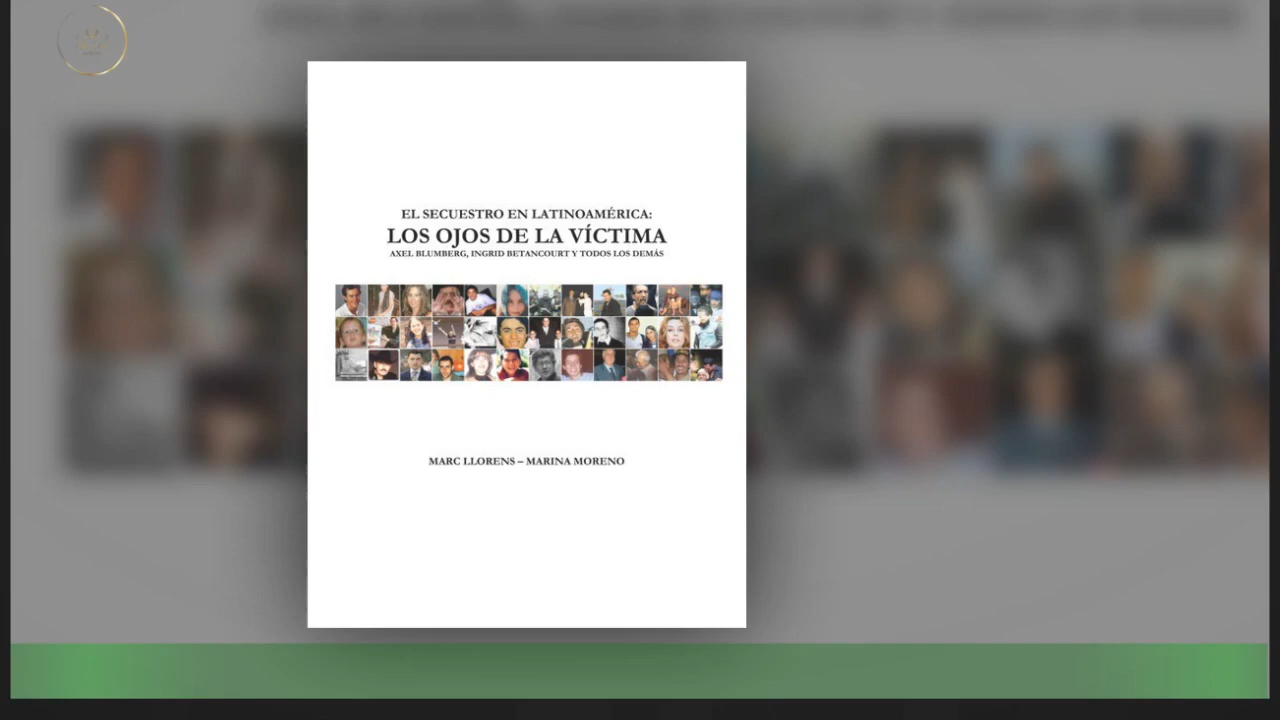 EL SECUESTRO EN LATINOAMÉRICA:
LOS OJOS DE LA VÍCTIMA
AXEL BLUMBERG, INGRID BETANCOURT Y TODOS LOS DEMÁS
MARC LLORENS – MARINA MORENO